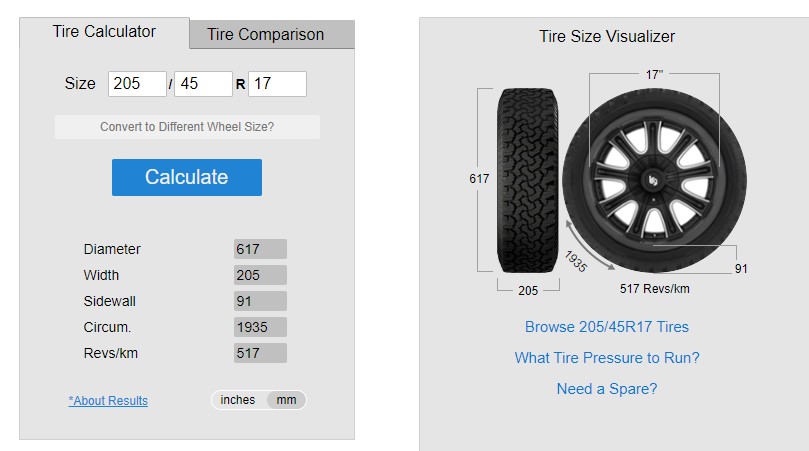 Tire Calculator
Tire Comparison
Size 205 / 45 R 17
Convert to Different Wheel Size?
Calculate
Diameter 617
Width 205
Sidewall 91
Circum. 1935
Revs/km 517
*About Results inches mm
Tire Size Visualizer
17"
617
1935
91
205
517 Revs/km
Browse 205/45R17 Tires
What Tire Pressure to Run?
Need a Spare?